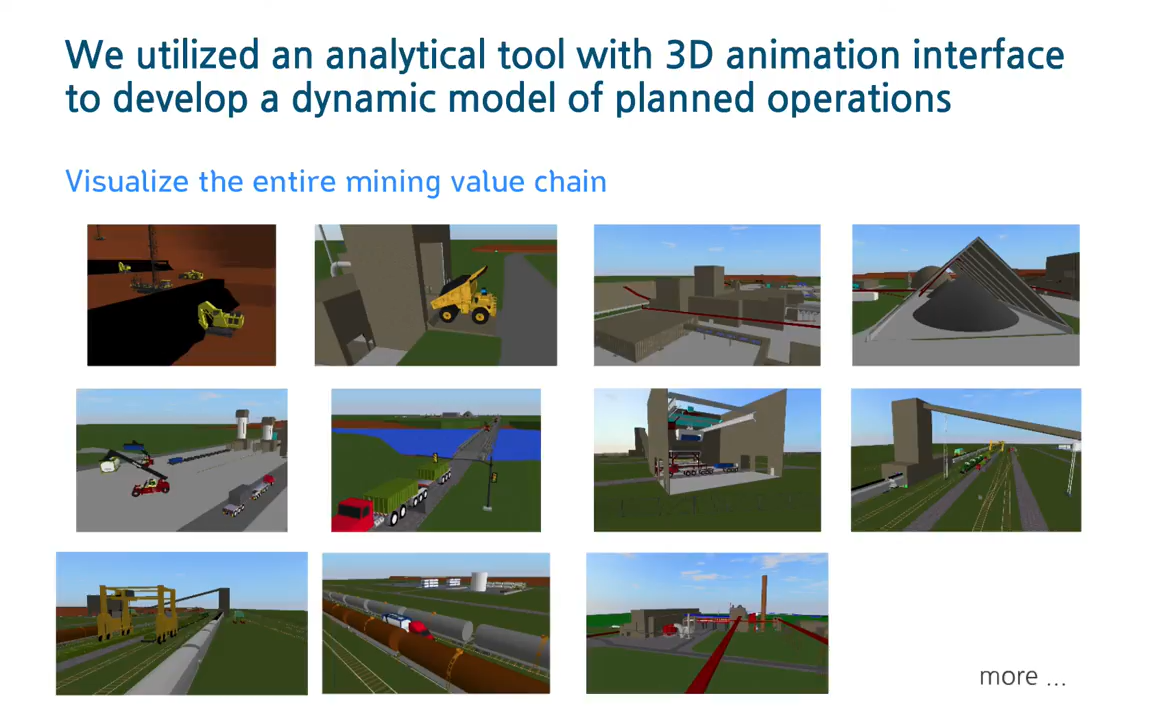 We utilized an analytical tool with 3D animation interface
to develop a dynamic model of planned operations
Visualize the entire mining value chain
more ...